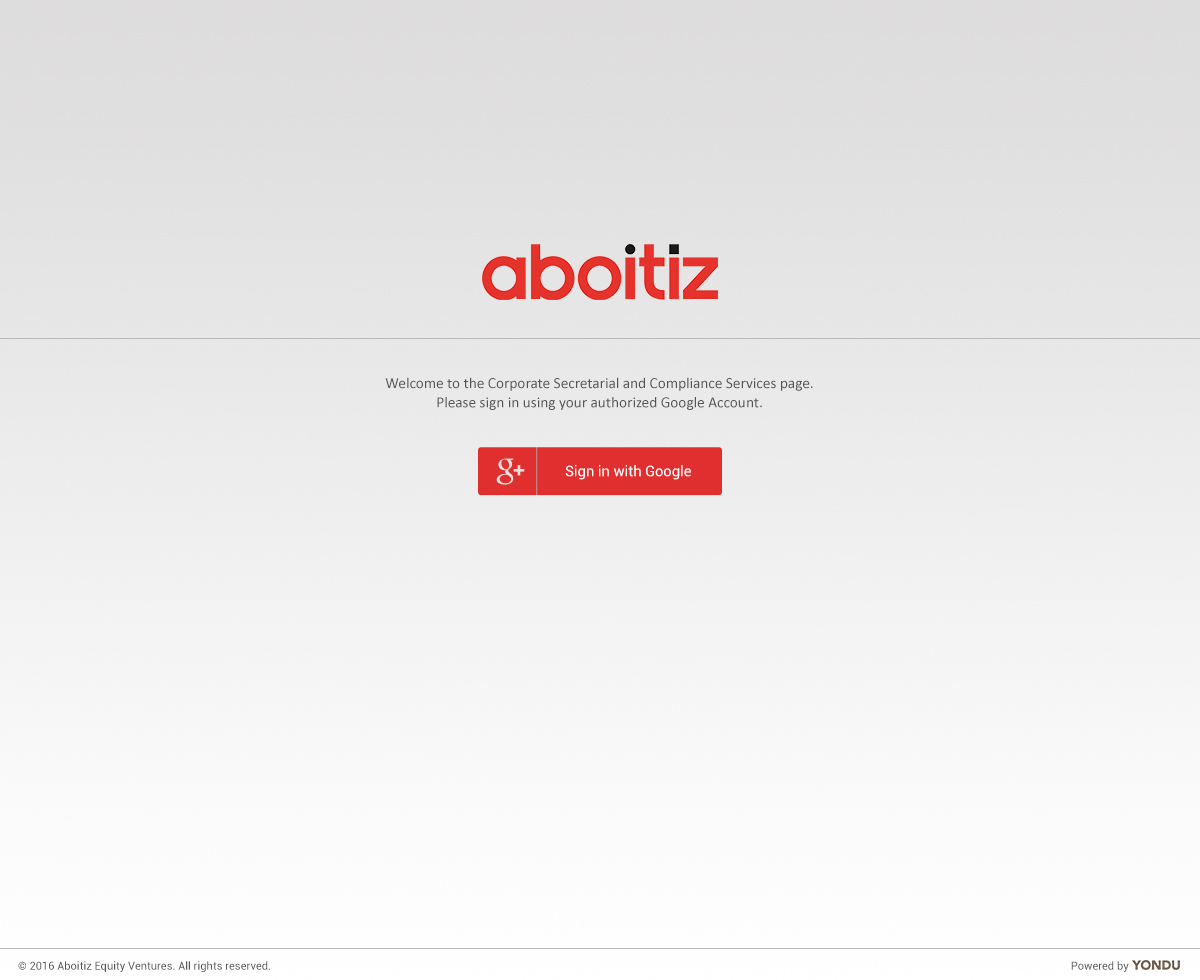 aboitiz
Welcome to the Corporate Secretarial and Compliance Services page.
Please sign in using your authorized Google Account.
g+ Sign in with Google
© 2016 Aboitiz Equity Ventures. All rights reserved.
Powered by YONDU